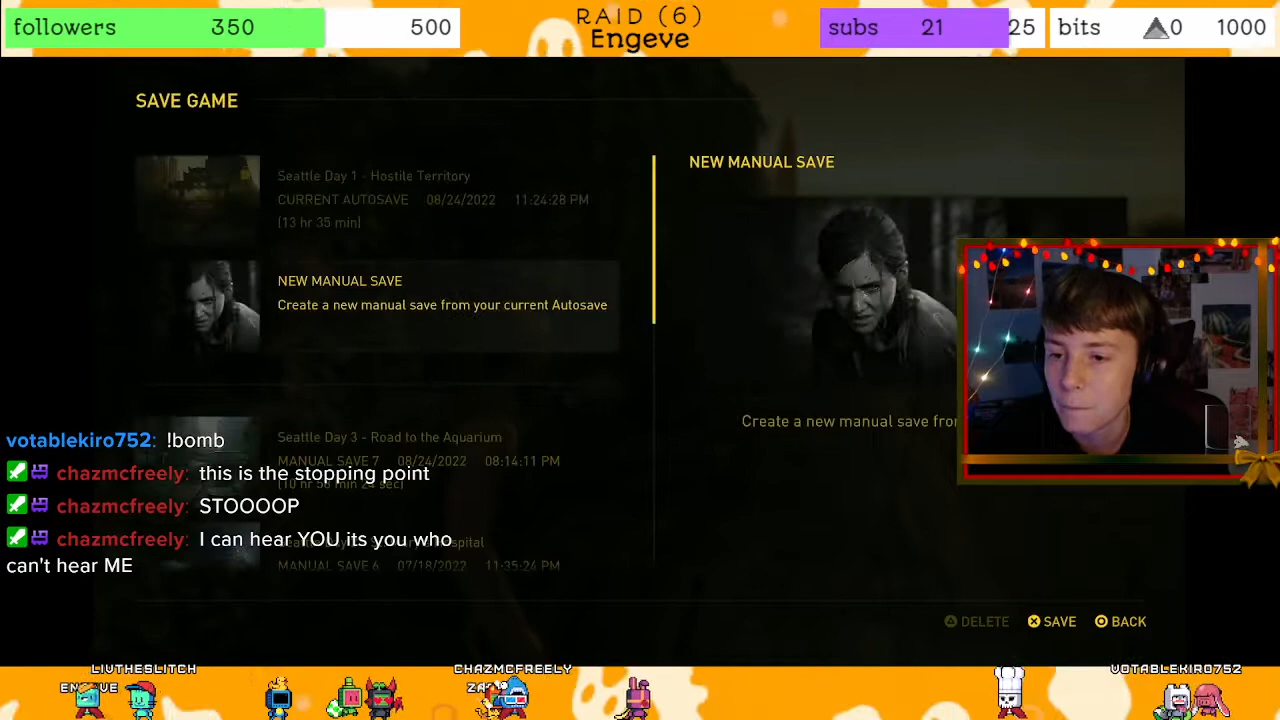 followers 350 500
RAID (6)
Engeve
subs 21 25
bits 0 1000
SAVE GAME
Seattle Day 1 - Hostile Territory
CURRENT AUTOSAVE 08/24/2022 11:24:28 PM
[13 hr 35 min]
NEW MANUAL SAVE
Create a new manual save from your current Autosave
NEW MANUAL SAVE
Create a new manual save from
Seattle Day 3 - Road to the Aquarium
MANUAL SAVE 7 08/24/2022 08:14:11 PM
MANUAL SAVE 6 07/18/2022 11:35:24 PM
votablekiro752: !bomb
chazmcfreely: this is the stopping point
chazmcfreely: STOOOOP
chazmcfreely: I can hear YOU its you who
can't hear ME
DELETE SAVE BACK
LIVTHESLITCH CHAZMCFREELY VOTABLEKIRO752